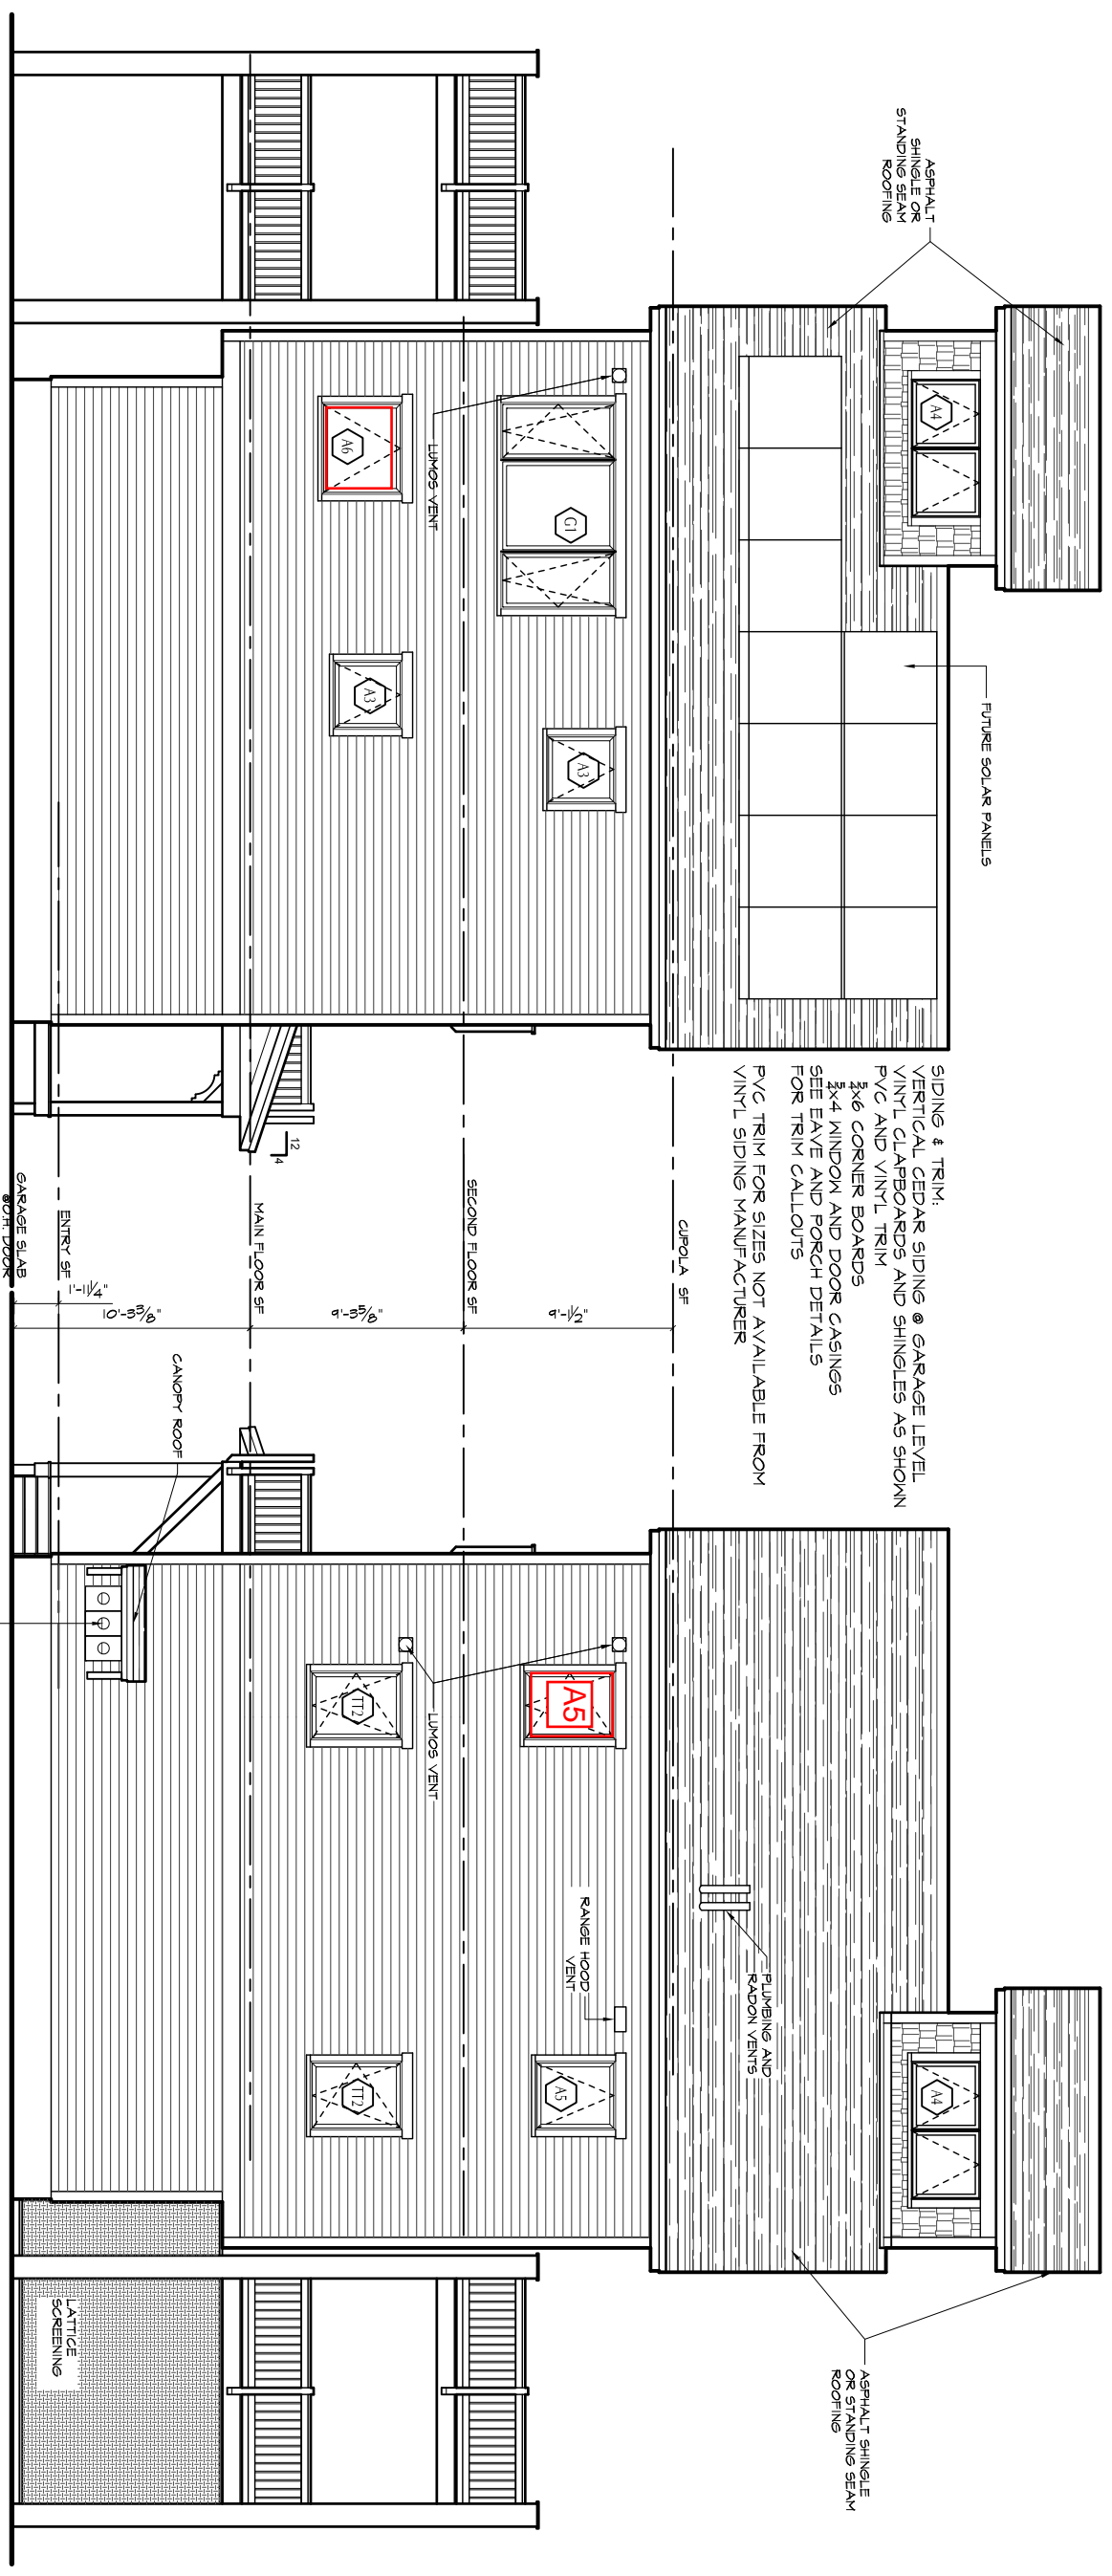 ASPHALT
SHINGLE OR
STANDING SEAM
ROOFING
A4
FUTURE SOLAR PANELS
LUMOS VENT
G1
A6
A3
A3
SIDING & TRIM:
VERTICAL CEDAR SIDING @ GARAGE LEVEL
VINYL CLAPBOARDS AND SHINGLES AS SHOWN
PVC AND VINYL TRIM
5/4x6 CORNER BOARDS
5/4x4 WINDOW AND DOOR CASINGS
SEE EAVE AND PORCH DETAILS
FOR TRIM CALLOUTS
PVC TRIM FOR SIZES NOT AVAILABLE FROM
VINYL SIDING MANUFACTURER
12
4
CUPOLA SF
9'-1/2"
SECOND FLOOR SF
9'-3 5/8"
MAIN FLOOR SF
10'-3 3/8"
ENTRY SF
1'-11 1/4"
GARAGE SLAB
@O.H. DOOR
CANOPY ROOF
A4
PLUMBING AND
RADON VENTS
RANGE HOOD
VENT
A5
A5
LUMOS VENT
TT2
TT2
ASPHALT SHINGLE
OR STANDING SEAM
ROOFING
LATTICE
SCREENING